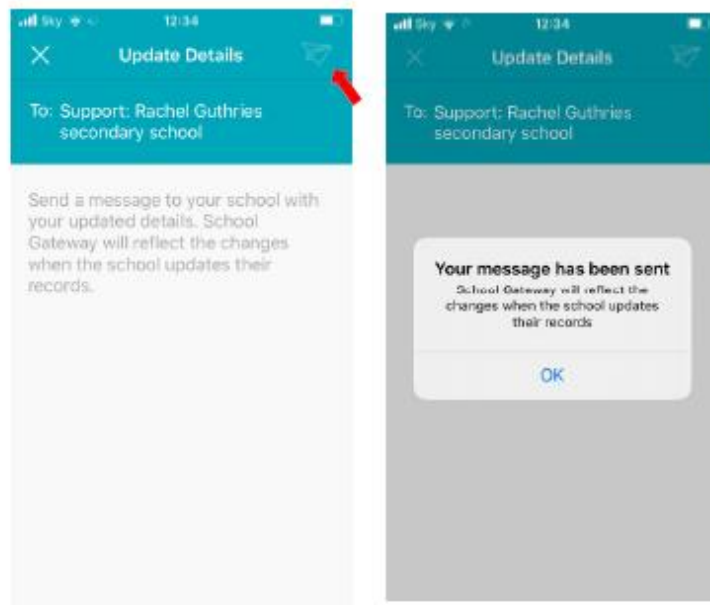 Sky 12:34
Update Details
To: Support: Rachel Guthries
secondary school
Send a message to your school with
your updated details. School
Gateway will reflect the changes
when the school updates their
records.
Sky 12:34
Update Details
To: Support: Rachel Guthries
secondary school
Your message has been sent
School Gateway will reflect the
changes when the school updates
their records
OK